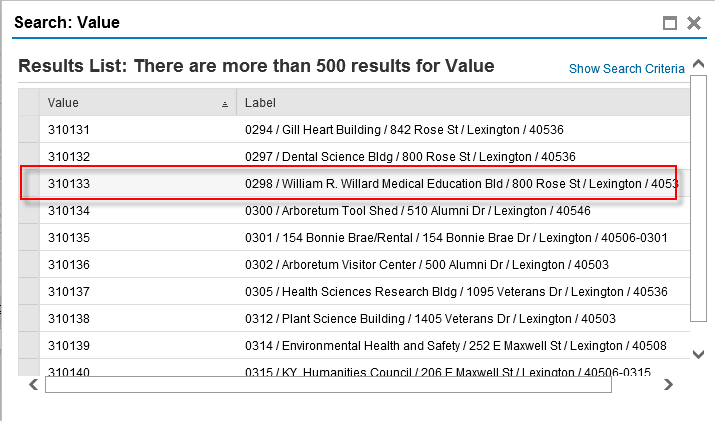 Search: Value
Results List: There are more than 500 results for Value
Show Search Criteria
Value Label
310131 0294 / Gill Heart Building / 842 Rose St / Lexington / 40536
310132 0297 / Dental Science Bldg / 800 Rose St / Lexington / 40536
310133 0298 / William R. Willard Medical Education Bld / 800 Rose St / Lexington / 4053
310134 0300 / Arboretum Tool Shed / 510 Alumni Dr / Lexington / 40546
310135 0301 / 154 Bonnie Brae/Rental / 154 Bonnie Brae Dr / Lexington / 40506-0301
310136 0302 / Arboretum Visitor Center / 500 Alumni Dr / Lexington / 40503
310137 0305 / Health Sciences Research Bldg / 1095 Veterans Dr / Lexington / 40536
310138 0312 / Plant Science Building / 1405 Veterans Dr / Lexington / 40503
310139 0314 / Environmental Health and Safety / 252 E Maxwell St / Lexington / 40508
310140 0315 / KY. Humanities Council / 206 E Maxwell St / Lexington / 40506-0315